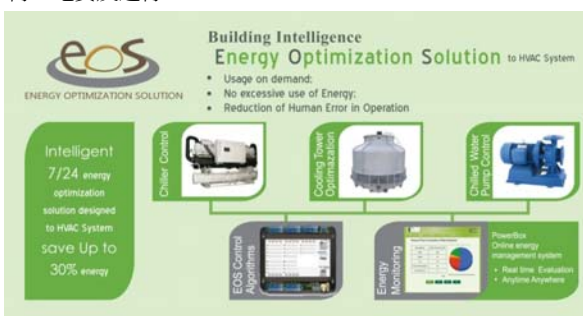 eos
ENERGY OPTIMIZATION SOLUTION
Building Intelligence
Energy Optimization Solution to HVAC System
• Usage on demand:
• No excessive use of Energy:
• Reduction of Human Error in Operation
Intelligent
7/24 energy
optimization
solution designed
to HVAC System
save Up to
30% energy
Chiller Control
Cooling Tower
Optimazation
Chilled Water
Pump Control
EOS Control
Algorithms
Energy
Monitoring
PowerBox
Online energy
management system
• Real time Evaluation
• Anytime Anywhere